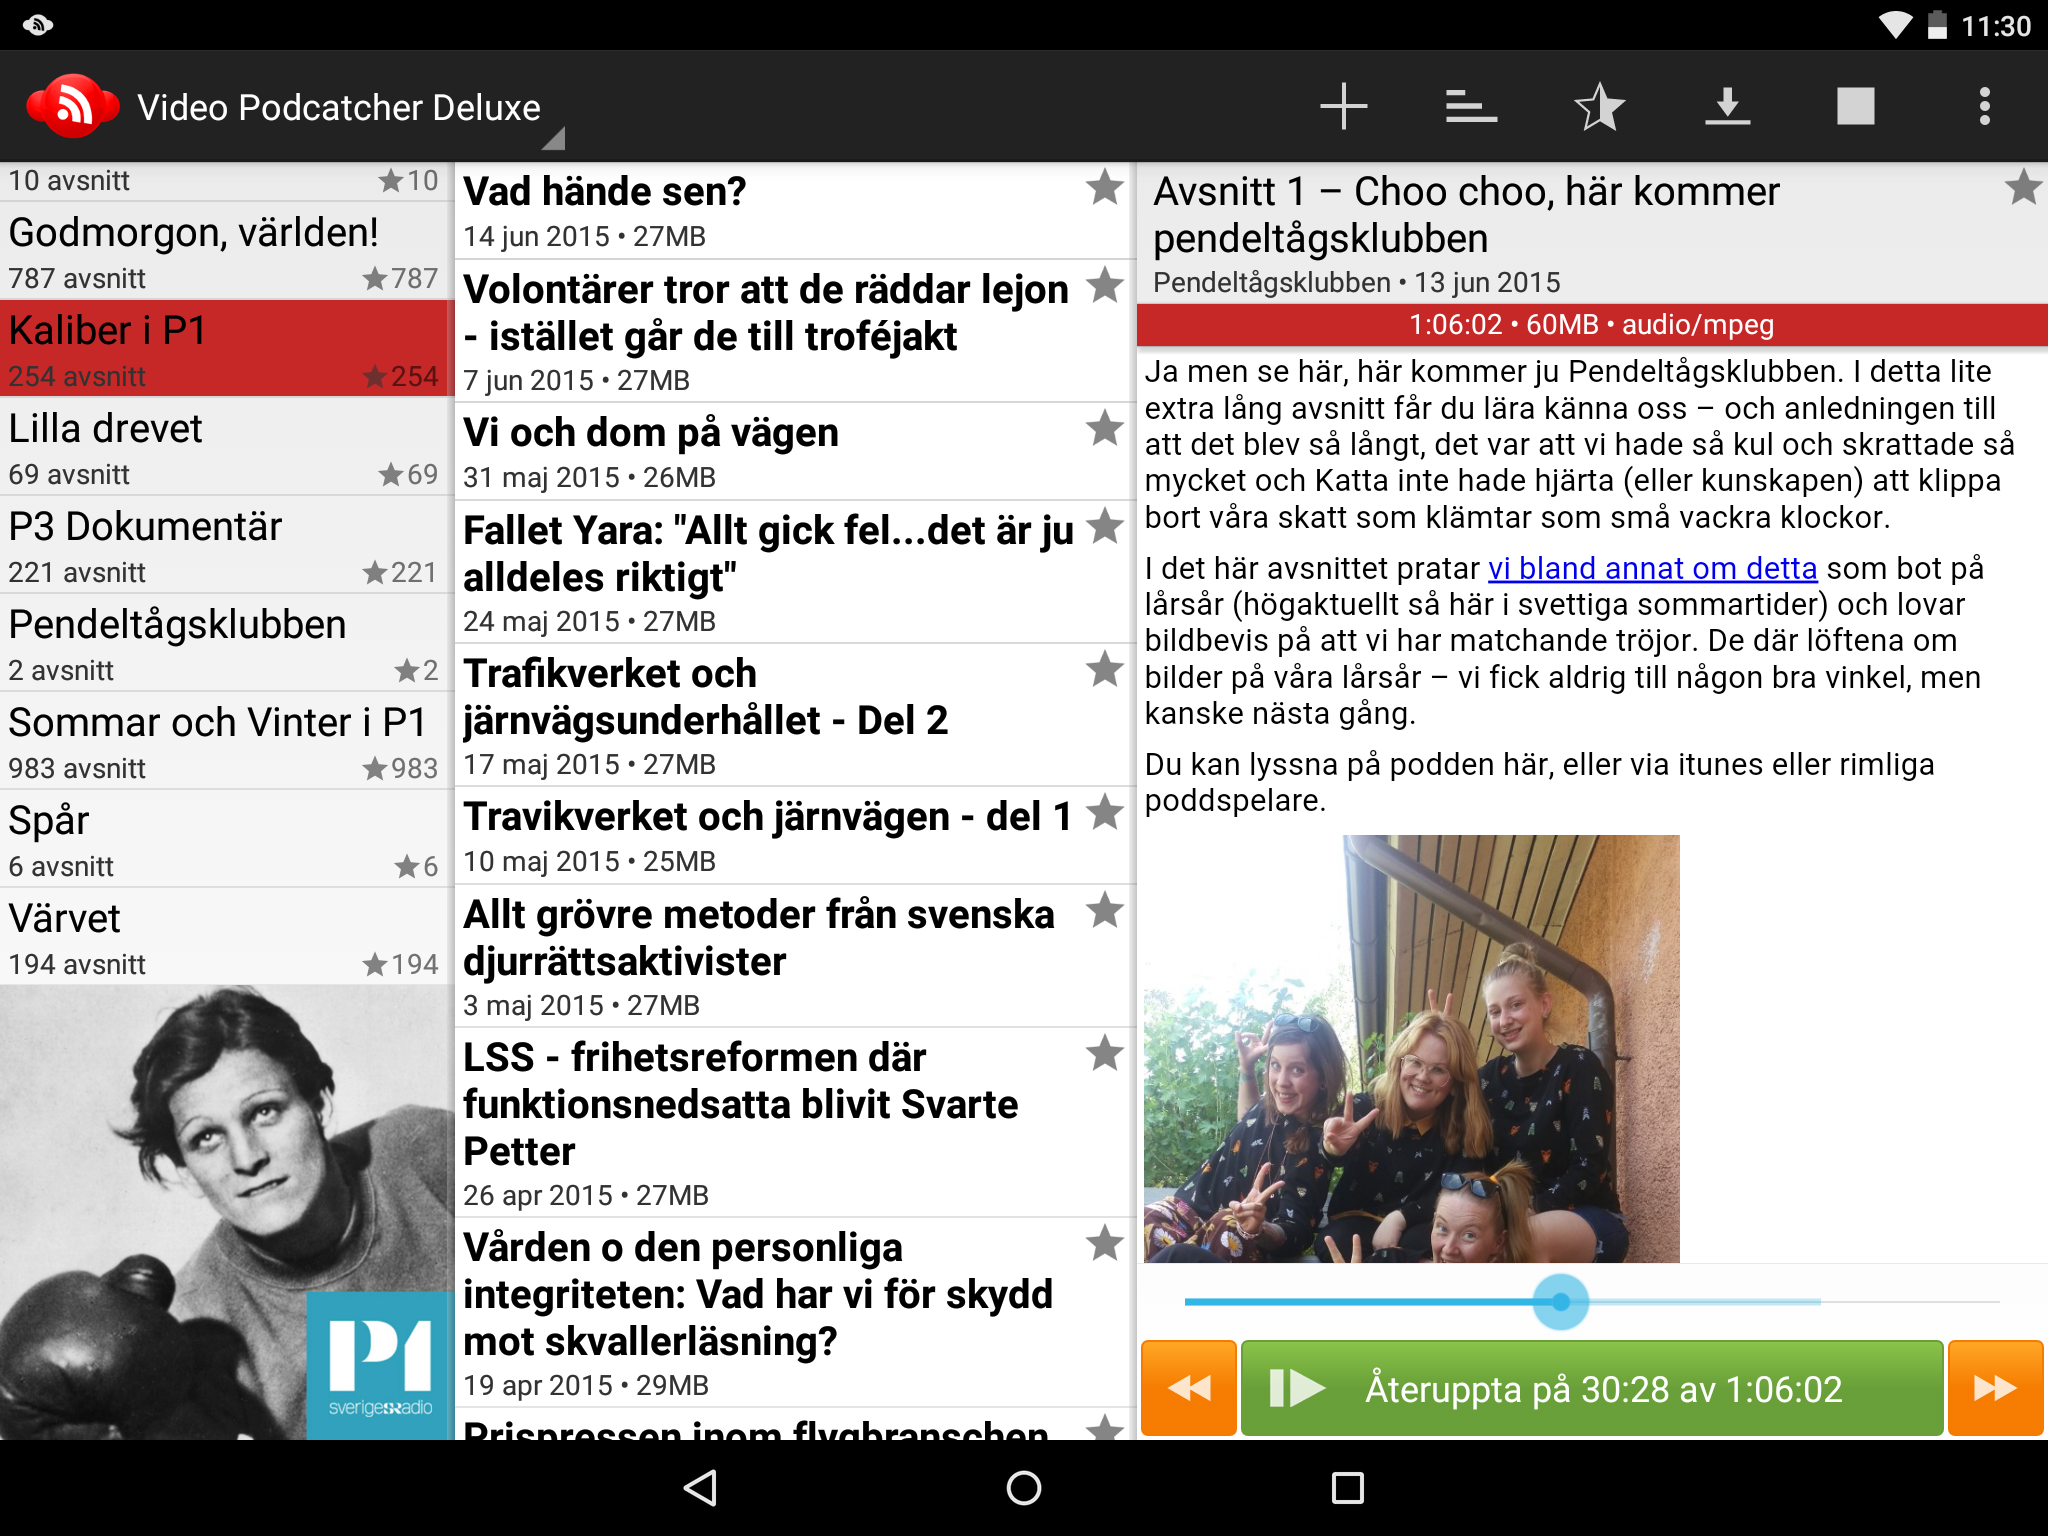 11:30
Video Podcatcher Deluxe
10 avsnitt
10
Godmorgon, världen!
787 avsnitt
787
Kaliber i P1
254 avsnitt
254
Lilla drevet
69 avsnitt
69
P3 Dokumentär
221 avsnitt
221
Pendeltågsklubben
2 avsnitt
2
Sommar och Vinter i P1
983 avsnitt
983
Spår
6 avsnitt
6
Värvet
194 avsnitt
194
P1
sverigesradio
Vad hände sen?
14 jun 2015 • 27MB
Volontärer tror att de räddar lejon
- istället går de till troféjakt
7 jun 2015 • 27MB
Vi och dom på vägen
31 maj 2015 • 26MB
Fallet Yara: "Allt gick fel...det är ju
alldeles riktigt"
24 maj 2015 • 27MB
Trafikverket och
järnvägsunderhållet - Del 2
17 maj 2015 • 27MB
Travikverket och järnvägen - del 1
10 maj 2015 • 25MB
Allt grövre metoder från svenska
djurrättsaktivister
3 maj 2015 • 27MB
LSS - frihetsreformen där
funktionsnedsatta blivit Svarte
Petter
26 apr 2015 • 27MB
Vården o den personliga
integriteten: Vad har vi för skydd
mot skvallerläsning?
19 apr 2015 • 29MB
Prispressen inom flygbranschen
Avsnitt 1 – Choo choo, här kommer
pendeltågsklubben
Pendeltågsklubben • 13 jun 2015
1:06:02 • 60MB • audio/mpeg
Ja men se här, här kommer ju Pendeltågsklubben. I detta lite
extra lång avsnitt får du lära känna oss – och anledningen till
att det blev så långt, det var att vi hade så kul och skrattade så
mycket och Katta inte hade hjärta (eller kunskapen) att klippa
bort våra skatt som klämtar som små vackra klockor.
I det här avsnittet pratar vi bland annat om detta som bot på
lårsår (högaktuellt så här i svettiga sommartider) och lovar
bildbevis på att vi har matchande tröjor. De där löftena om
bilder på våra lårsår – vi fick aldrig till någon bra vinkel, men
kanske nästa gång.
Du kan lyssna på podden här, eller via itunes eller rimliga
poddspelare.
Återuppta på 30:28 av 1:06:02